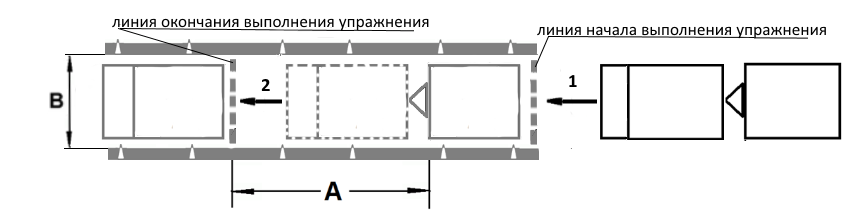 линия окончания выполнения упражнения
линия начала выполнения упражнения
В
2
1
А